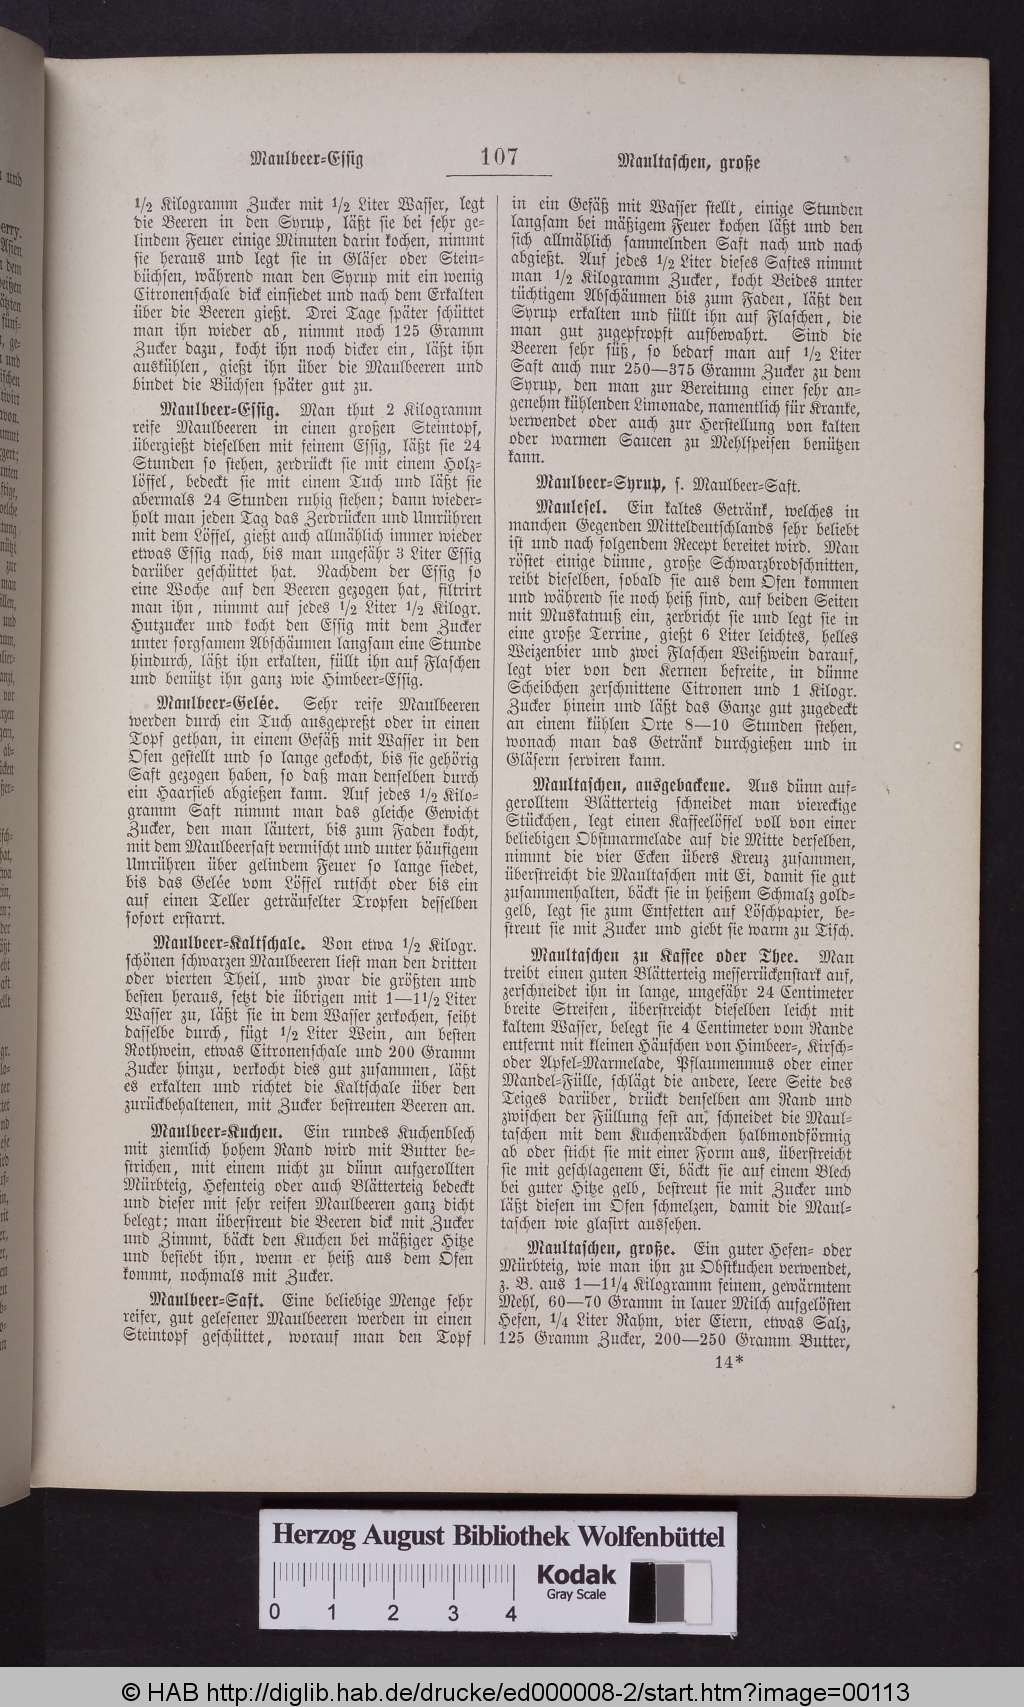 Maulbeer-Essig
107
Maultaschen, große
1/2 Kilogramm Zucker mit 1/2 Liter Wasser, legt
die Beeren in den Syrup, läßt sie bei sehr ge-
lindem Feuer einige Minuten darin kochen, nimmt
sie heraus und legt sie in Gläser oder Stein-
büchsen, während man den Syrup mit ein wenig
Citronenschale dick einsiedet und nach dem Erkalten
über die Beeren gießt. Drei Tage später schüttet
man ihn wieder ab, nimmt noch 125 Gramm
Zucker dazu, kocht ihn noch dicker ein, läßt ihn
auskühlen, gießt ihn über die Maulbeeren und
bindet die Büchsen später gut zu.
Maulbeer-Essig. Man thut 2 Kilogramm
reife Maulbeeren in einen großen Steintopf,
übergießt dieselben mit feinem Essig, läßt sie 24
Stunden so stehen, zerdrückt sie mit einem Holz-
löffel, bedeckt sie mit einem Tuch und läßt sie
abermals 24 Stunden ruhig stehen; dann wieder-
holt man jeden Tag das Zerdrücken und Umrühren
mit dem Löffel, gießt auch allmählich immer wieder
etwas Essig nach, bis man ungefähr 3 Liter Essig
darüber geschüttet hat. Nachdem der Essig so
eine Woche auf den Beeren gezogen hat, filtrirt
man ihn, nimmt auf jedes 1/2 Liter 1/2 Kilogr.
Hutzucker und kocht den Essig mit dem Zucker
unter sorgsamem Abschäumen langsam eine Stunde
hindurch, läßt ihn erkalten, füllt ihn auf Flaschen
und benützt ihn ganz wie Himbeer-Essig.
Maulbeer-Gelée. Sehr reife Maulbeeren
werden durch ein Tuch ausgepreßt oder in einen
Topf gethan, in einem Gefäß mit Wasser in den
Ofen gestellt und so lange gekocht, bis sie gehörig
Saft gezogen haben, so daß man denselben durch
ein Haarsieb abgießen kann. Auf jedes 1/2 Kilo-
gramm Saft nimmt man das gleiche Gewicht
Zucker, den man läutert, bis zum Faden kocht,
mit dem Maulbeersaft vermischt und unter häufigem
Umrühren über gelindem Feuer so lange siedet,
bis das Gelée vom Löffel rutscht oder bis ein
auf einen Teller geträufelter Tropfen desselben
sofort erstarrt.
Maulbeer-Kaltschale. Von etwa 1/2 Kilogr.
schönen schwarzen Maulbeeren liest man den dritten
oder vierten Theil, und zwar die größten und
besten heraus, setzt die übrigen mit 1—1 1/2 Liter
Wasser zu, läßt sie in dem Wasser zerkochen, seiht
dasselbe durch, fügt 1/2 Liter Wein, am besten
Rothwein, etwas Citronenschale und 200 Gramm
Zucker hinzu, verkocht dies gut zusammen, läßt
es erkalten und richtet die Kaltschale über den
zurückbehaltenen, mit Zucker bestreuten Beeren an.
Maulbeer-Kuchen. Ein rundes Kuchenblech
mit ziemlich hohem Rand wird mit Butter be-
strichen, mit einem nicht zu dünn aufgerollten
Mürbteig, Hefenteig oder auch Blätterteig bedeckt
und dieser mit sehr reifen Maulbeeren ganz dicht
belegt; man überstreut die Beeren dick mit Zucker
und Zimmt, bäckt den Kuchen bei mäßiger Hitze
und besiebt ihn, wenn er heiß aus dem Ofen
kommt, nochmals mit Zucker.
Maulbeer-Saft. Eine beliebige Menge sehr
reifer, gut gelesener Maulbeeren werden in einen
Steintopf geschüttet, worauf man den Topf
in ein Gefäß mit Wasser stellt, einige Stunden
langsam bei mäßigem Feuer kochen läßt und den
sich allmählich sammelnden Saft nach und nach
abgießt. Auf jedes 1/2 Liter dieses Saftes nimmt
man 1/2 Kilogramm Zucker, kocht Beides unter
tüchtigem Abschäumen bis zum Faden, läßt den
Syrup erkalten und füllt ihn auf Flaschen, die
man gut zugepfropft aufbewahrt. Sind die
Beeren sehr süß, so bedarf man auf 1/2 Liter
Saft auch nur 250—375 Gramm Zucker zu dem
Syrup, den man zur Bereitung einer sehr an-
genehm kühlenden Limonade, namentlich für Kranke,
verwendet oder auch zur Herstellung von kalten
oder warmen Saucen zu Mehlspeisen benützen
kann.
Maulbeer-Syrup, s. Maulbeer-Saft.
Maulesel. Ein kaltes Getränk, welches in
manchen Gegenden Mitteldeutschlands sehr beliebt
ist und nach folgendem Recept bereitet wird. Man
röstet einige dünne, große Schwarzbrodschnitten,
reibt dieselben, sobald sie aus dem Ofen kommen
und während sie noch heiß sind, auf beiden Seiten
mit Muskatnuß ein, zerbricht sie und legt sie in
eine große Terrine, gießt 6 Liter leichtes, helles
Weizenbier und zwei Flaschen Weißwein darauf,
legt vier von den Kernen befreite, in dünne
Scheibchen zerschnittene Citronen und 1 Kilogr.
Zucker hinein und läßt das Ganze gut zugedeckt
an einem kühlen Orte 8—10 Stunden stehen,
wonach man das Getränk durchgießen und in
Gläsern serviren kann.
Maultaschen, ausgebackene. Aus dünn auf-
gerolltem Blätterteig schneidet man viereckige
Stückchen, legt einen Kaffeelöffel voll von einer
beliebigen Obstmarmelade auf die Mitte derselben,
nimmt die vier Ecken übers Kreuz zusammen,
überstreicht die Maultaschen mit Ei, damit sie gut
zusammenhalten, bäckt sie in heißem Schmalz gold-
gelb, legt sie zum Entfetten auf Löschpapier, be-
streut sie mit Zucker und giebt sie warm zu Tisch.
Maultaschen zu Kaffee oder Thee. Man
treibt einen guten Blätterteig messerrückenstark auf,
zerschneidet ihn in lange, ungefähr 24 Centimeter
breite Streifen, überstreicht dieselben leicht mit
kaltem Wasser, belegt sie 4 Centimeter vom Rande
entfernt mit kleinen Häufchen von Himbeer-, Kirsch-
oder Apfel-Marmelade, Pflaumenmus oder einer
Mandel-Fülle, schlägt die andere, leere Seite des
Teiges darüber, drückt denselben am Rand und
zwischen der Füllung fest an, schneidet die Maul-
taschen mit dem Kuchenrädchen halbmondförmig
ab oder sticht sie mit einer Form aus, überstreicht
sie mit geschlagenem Ei, bäckt sie auf einem Blech
bei guter Hitze gelb, bestreut sie mit Zucker und
läßt diesen im Ofen schmelzen, damit die Maul-
taschen wie glasirt aussehen.
Maultaschen, große. Ein guter Hefen- oder
Mürbteig, wie man ihn zu Obstkuchen verwendet,
z. B. aus 1—1 1/4 Kilogramm feinem, gewärmtem
Mehl, 60—70 Gramm in lauer Milch aufgelösten
Hefen, 1/4 Liter Rahm, vier Eiern, etwas Salz,
125 Gramm Zucker, 200—250 Gramm Butter,
14*
Herzog August Bibliothek Wolfenbüttel
0 1 2 3 4
Kodak
Gray Scale
© HAB http://diglib.hab.de/drucke/ed000008-2/start.htm?image=00113